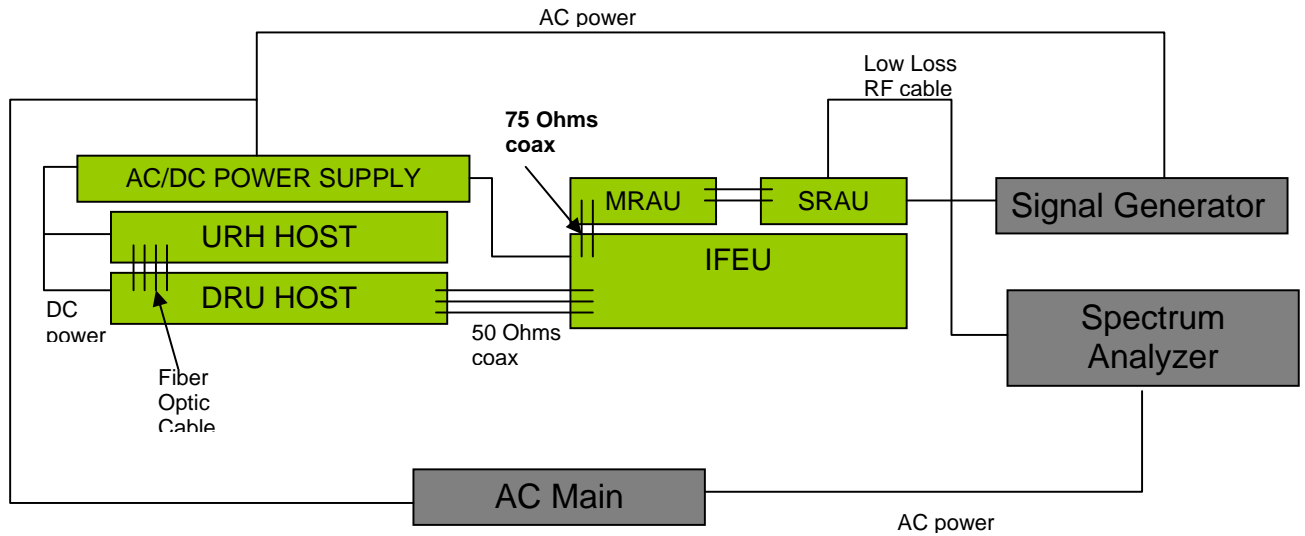 AC power
Low Loss
RF cable
75 Ohms
coax
AC/DC POWER SUPPLY
MRAU
SRAU
Signal Generator
URH HOST
IFEU
DRU HOST
DC
power
50 Ohms
coax
Spectrum
Analyzer
Fiber
Optic
Cable
AC Main
AC power